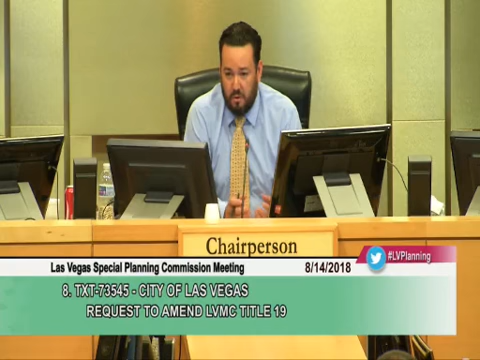 Chairperson
Las Vegas Special Planning Commission Meeting
8/14/2018
#LVPlanning
8. TXT-73545 - CITY OF LAS VEGAS
REQUEST TO AMEND LVMC TITLE 19